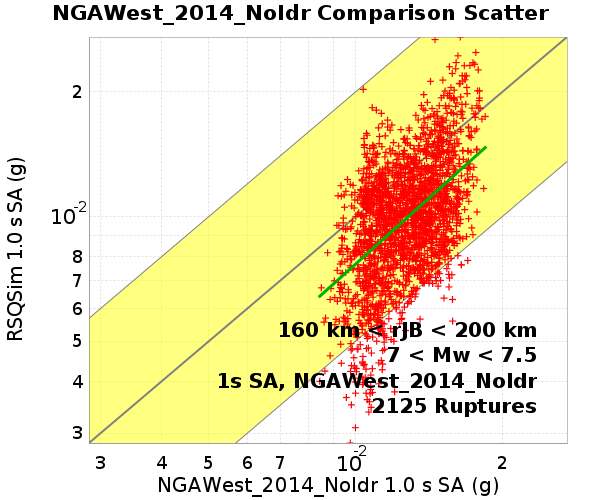 NGAWest_2014_NoIdr Comparison Scatter
RSQSim 1.0 s SA (g)
2
10-2
8
7
6
5
4
3
160 km < rJB < 200 km
7 < Mw < 7.5
1s SA, NGAWest_2014_NoIdr
2125 Ruptures
3 4 5 6 7 10-2 2
NGAWest_2014_NoIdr 1.0 s SA (g)